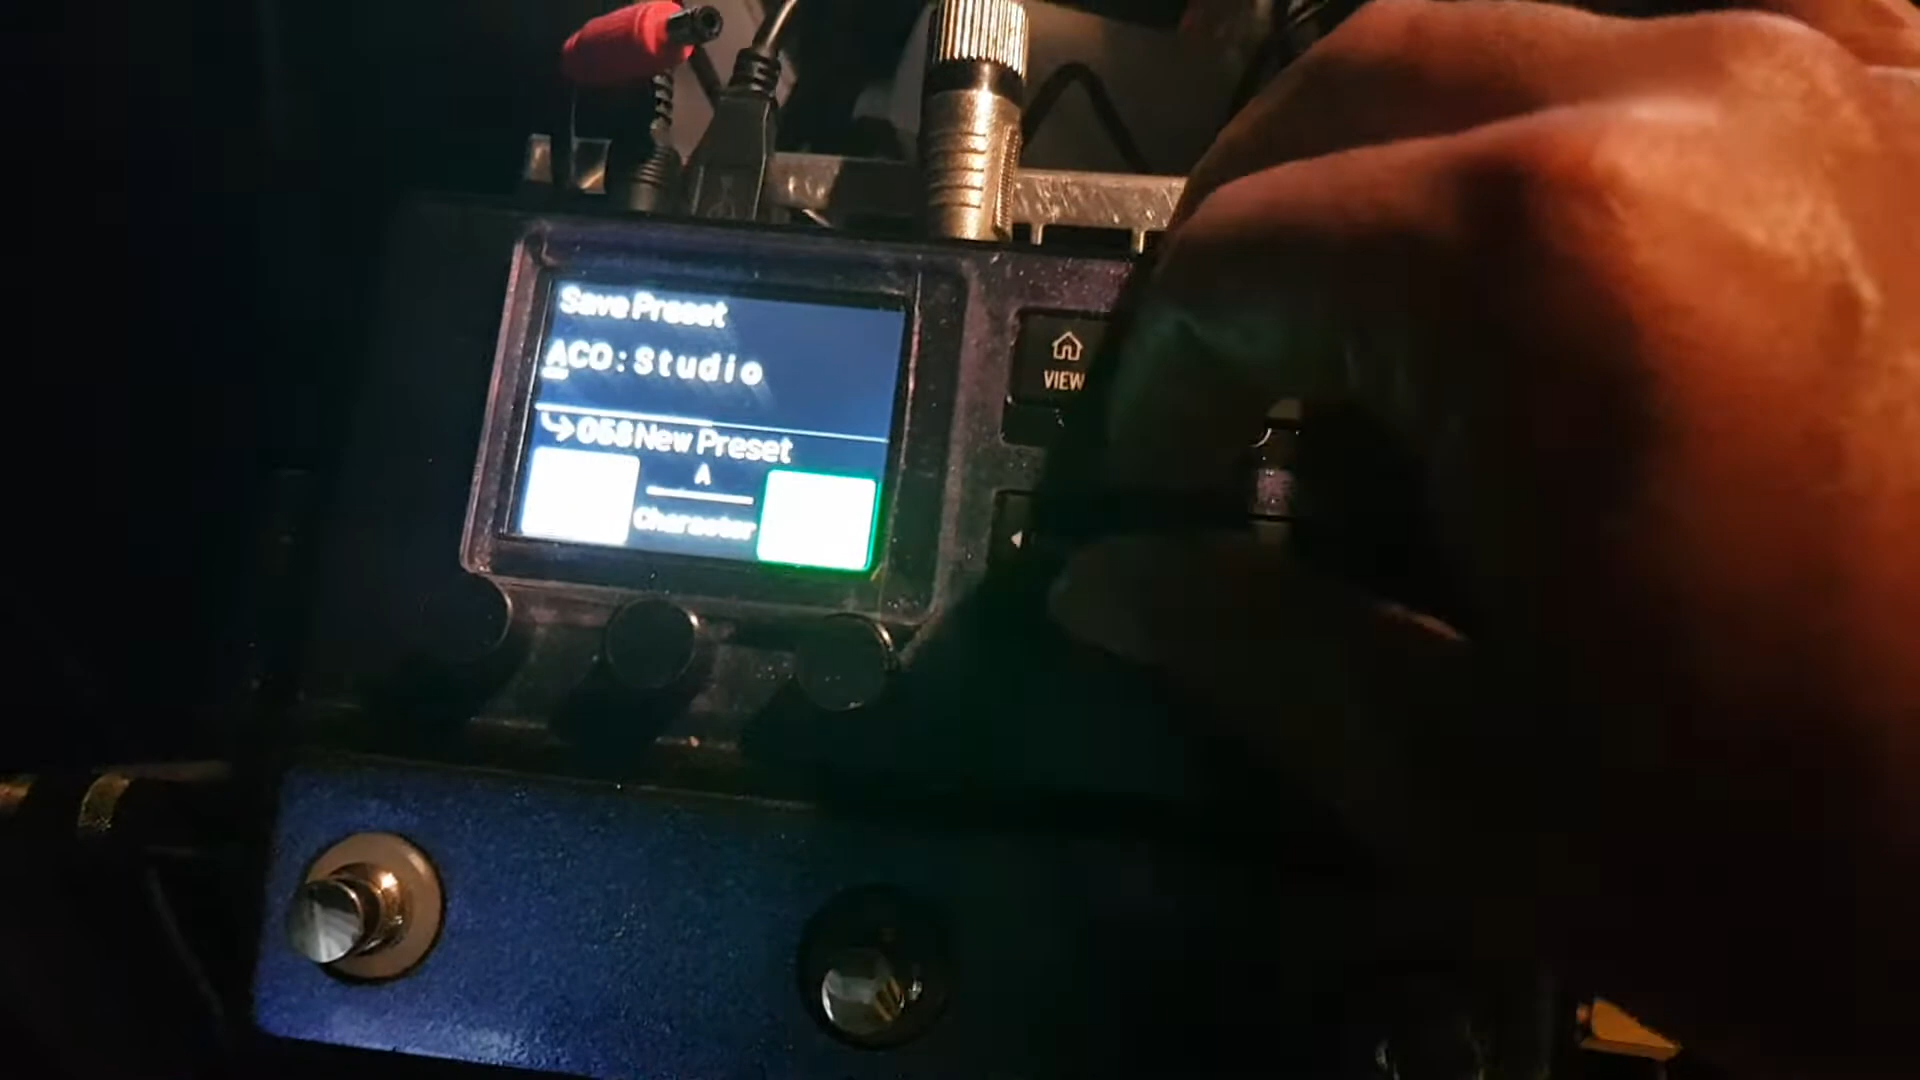 Save Preset
ACO:Studio
058 New Preset
A
Character
VIEW